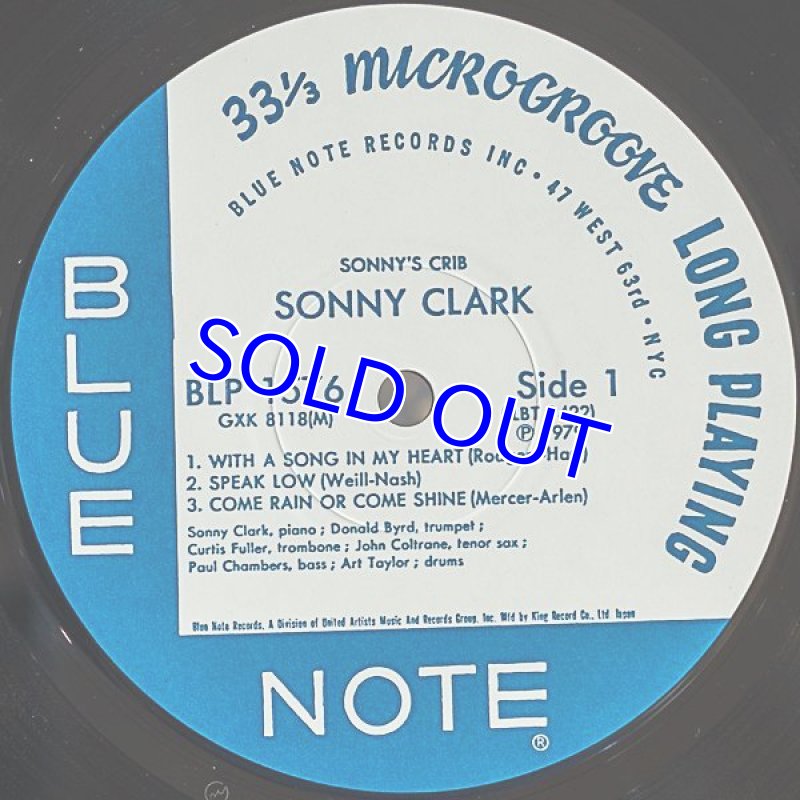 33⅓ MICROGROOVE LONG PLAYING
BLUE NOTE RECORDS INC • 47 WEST 63rd • NYC
SONNY'S CRIB
SONNY CLARK
BLP
Side 1
GXK 8118(M)
SOLD OUT
1. WITH A SONG IN MY HEART
2. SPEAK LOW (Weill-Nash)
3. COME RAIN OR COME SHINE (Mercer-Arlen)
Sonny Clark, piano ; Donald Byrd, trumpet ;
Curtis Fuller, trombone ; John Coltrane, tenor sax ;
Paul Chambers, bass ; Art Taylor ; drums
Blue Note Records, A Division of United Artists Music And Records Group, Inc. Mfd by King Record Co., Ltd Japan
BLUE
NOTE
®